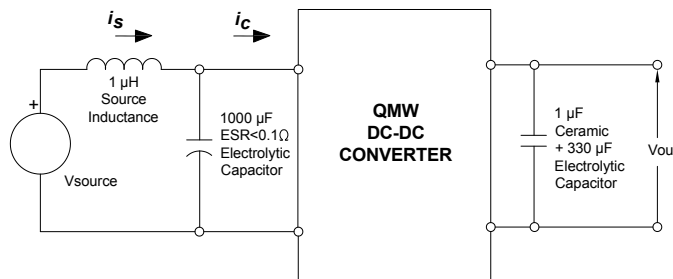 is
ic
+
1 µH
Source
Inductance
Vsource
1000 µF
ESR<0.1Ω
Electrolytic
Capacitor
QMW
DC-DC
CONVERTER
1 µF
Ceramic
+ 330 µF
Electrolytic
Capacitor
Vou